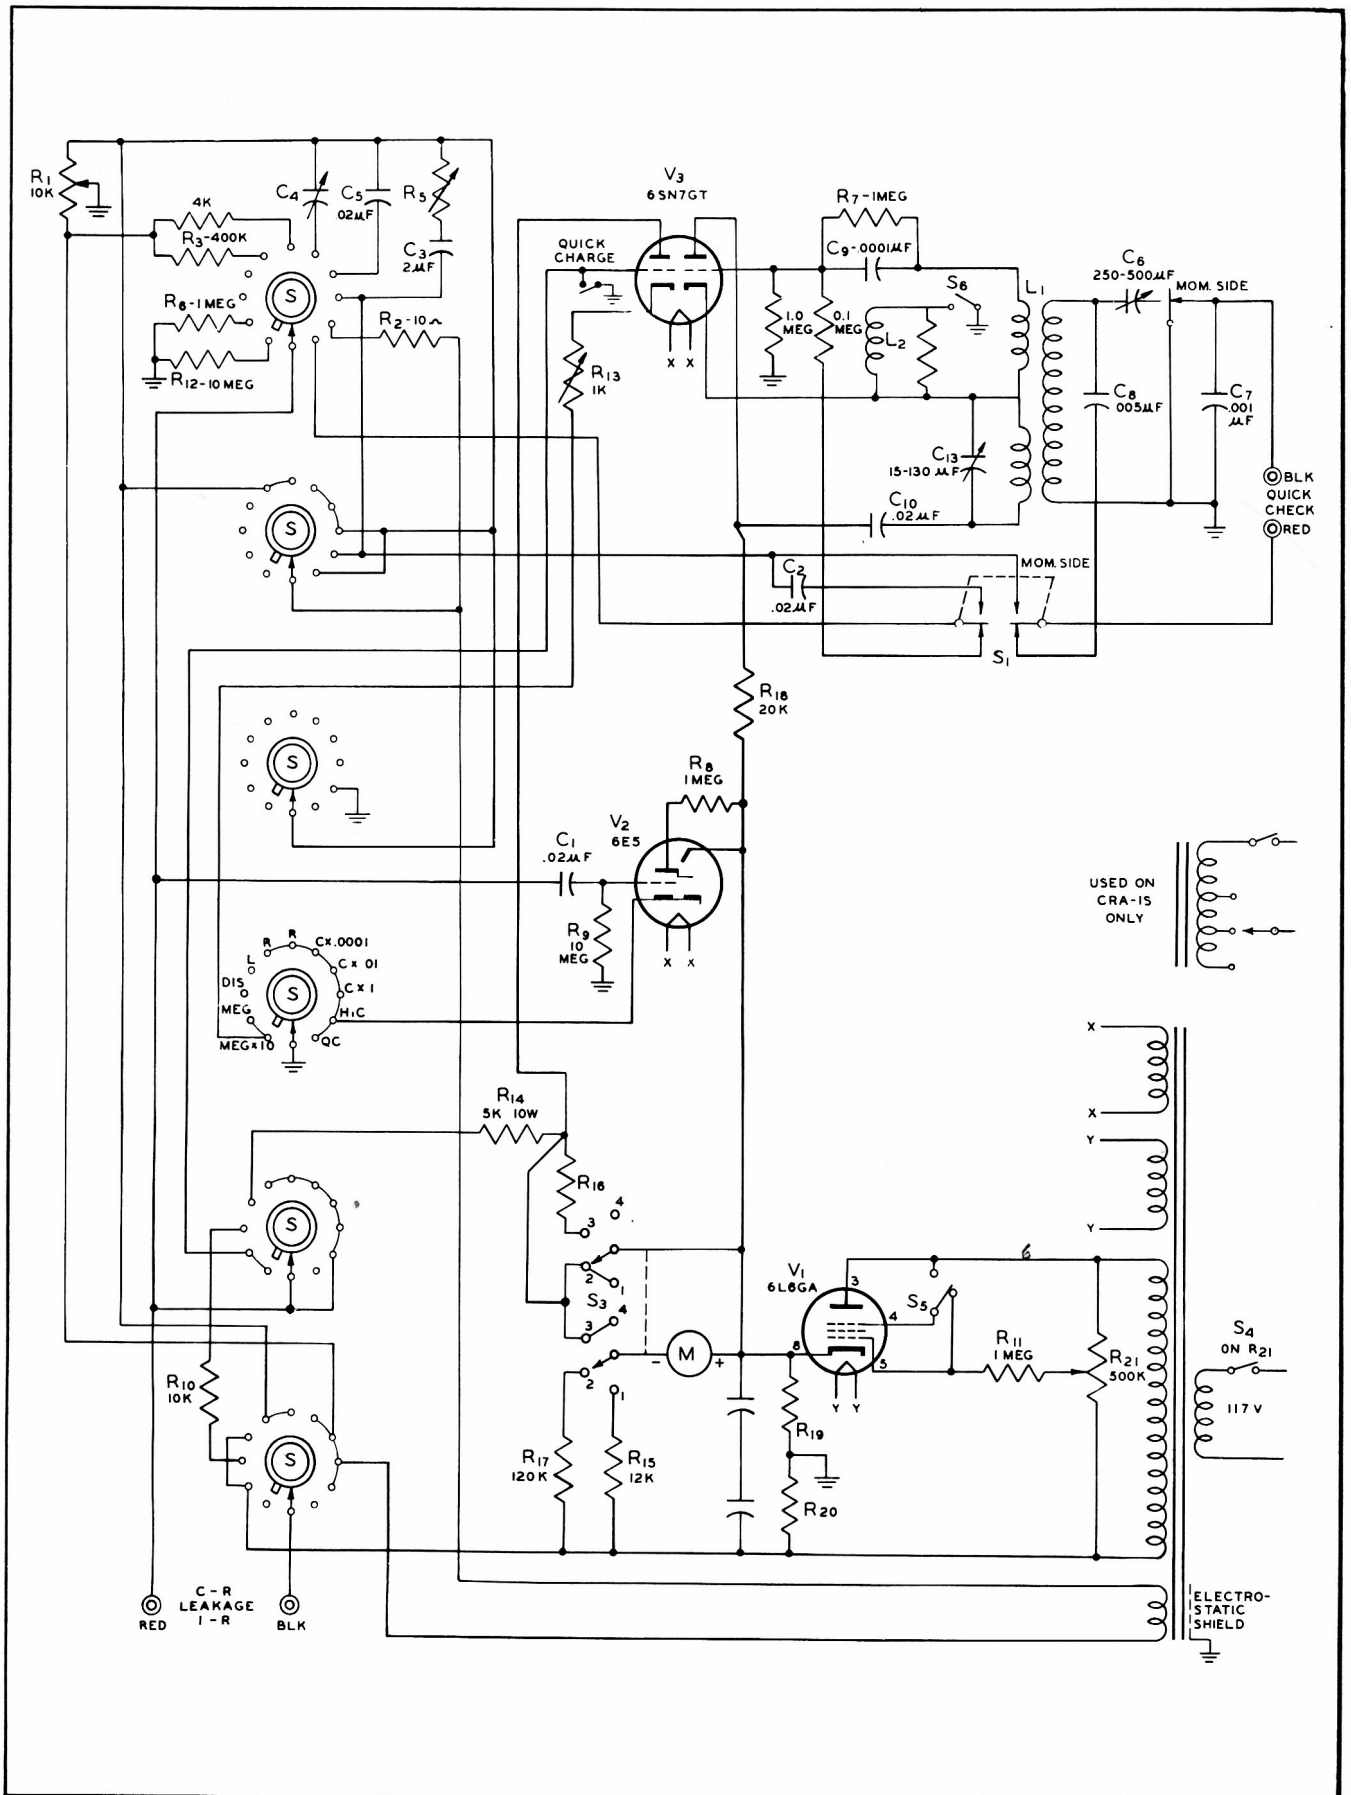 V3
6SN7GT
R1
10K
4K
R3-400K
C4
C5
.02µF
R5
C3
2µF
S
R6-1MEG
R2-10Ω
R12-10MEG
QUICK
CHARGE
X X
R13
1K
R7-1MEG
C9-.0001µF
1.0
MEG
0.1
MEG
L2
S6
L1
C6
250-500µF
MOM. SIDE
C8
.005µF
C7
.001
µF
C13
15-130µF
C10
.02µF
BLK
QUICK
CHECK
RED
S
C2
.02µF
MOM. SIDE
S1
R18
20K
S
R8
1MEG
V2
6E5
C1
.02µF
R9
10
MEG
X X
USED ON
CRA-1S
ONLY
R
R
C×.0001
L
C×01
DIS
S
C×1
MEG
HIC
MEG×10
QC
X
X
Y
Y
R14
5K 10W
R16
S
4
3
2
1
S3
4
3
2
1
- M +
V1
6L6GA
3
4
8
5
Y Y
6
S5
R11
1MEG
R21
500K
S4
ON R21
117V
R10
10K
S
R17
120K
R15
12K
R19
R20
C-R
LEAKAGE
I-R
RED
BLK
ELECTRO-
STATIC
SHIELD